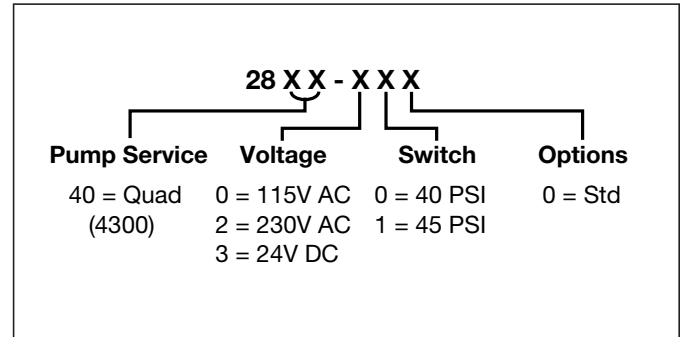 28 X X - X X X
Pump Service Voltage Switch Options
40 = Quad 0 = 115V AC 0 = 40 PSI 0 = Std
(4300) 2 = 230V AC 1 = 45 PSI
3 = 24V DC